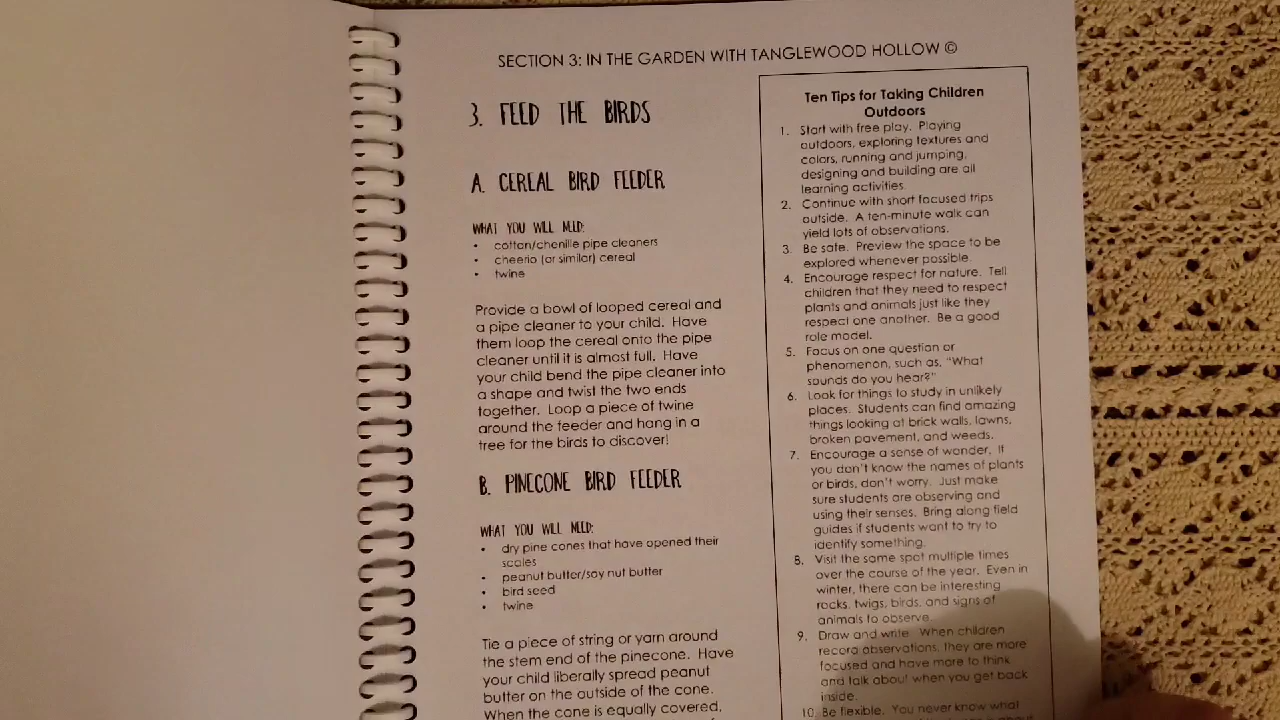 SECTION 3: IN THE GARDEN WITH TANGLEWOOD HOLLOW ©
3. FEED THE BIRDS
A. CEREAL BIRD FEEDER
WHAT YOU WILL NEED:
• cotton/chenille pipe cleaners
• cheerio (or similar) cereal
• twine
Provide a bowl of looped cereal and
a pipe cleaner to your child. Have
them loop the cereal onto the pipe
cleaner until it is almost full. Have
your child bend the pipe cleaner into
a shape and twist the two ends
together. Loop a piece of twine
around the feeder and hang in a
tree for the birds to discover!
B. PINECONE BIRD FEEDER
WHAT YOU WILL NEED:
• dry pine cones that have opened their
scales
• peanut butter/soy nut butter
• bird seed
• twine
Tie a piece of string or yarn around
the stem end of the pinecone. Have
your child liberally spread peanut
butter on the outside of the cone.
When the cone is equally covered,
Ten Tips for Taking Children
Outdoors
1. Start with free play. Playing
outdoors, exploring textures and
colors, running and jumping,
designing and building are all
learning activities.
2. Continue with short focused trips
outside. A ten-minute walk can
yield lots of observations.
3. Be safe. Preview the space to be
explored whenever possible.
4. Encourage respect for nature. Tell
children that they need to respect
plants and animals just like they
respect one another. Be a good
role model.
5. Focus on one question or
phenomenon, such as, "What
sounds do you hear?"
6. Look for things to study in unlikely
places. Students can find amazing
things looking at brick walls, lawns,
broken pavement, and weeds.
7. Encourage a sense of wonder. If
you don't know the names of plants
or birds, don't worry. Just make
sure students are observing and
using their senses. Bring along field
guides if students want to try to
identify something.
8. Visit the same spot multiple times
over the course of the year. Even in
winter, there can be interesting
rocks, twigs, birds, and signs of
animals to observe.
9. Draw and write. When children
record observations, they are more
focused and have more to think
and talk about when you get back
inside.
10. Be flexible. You never know what